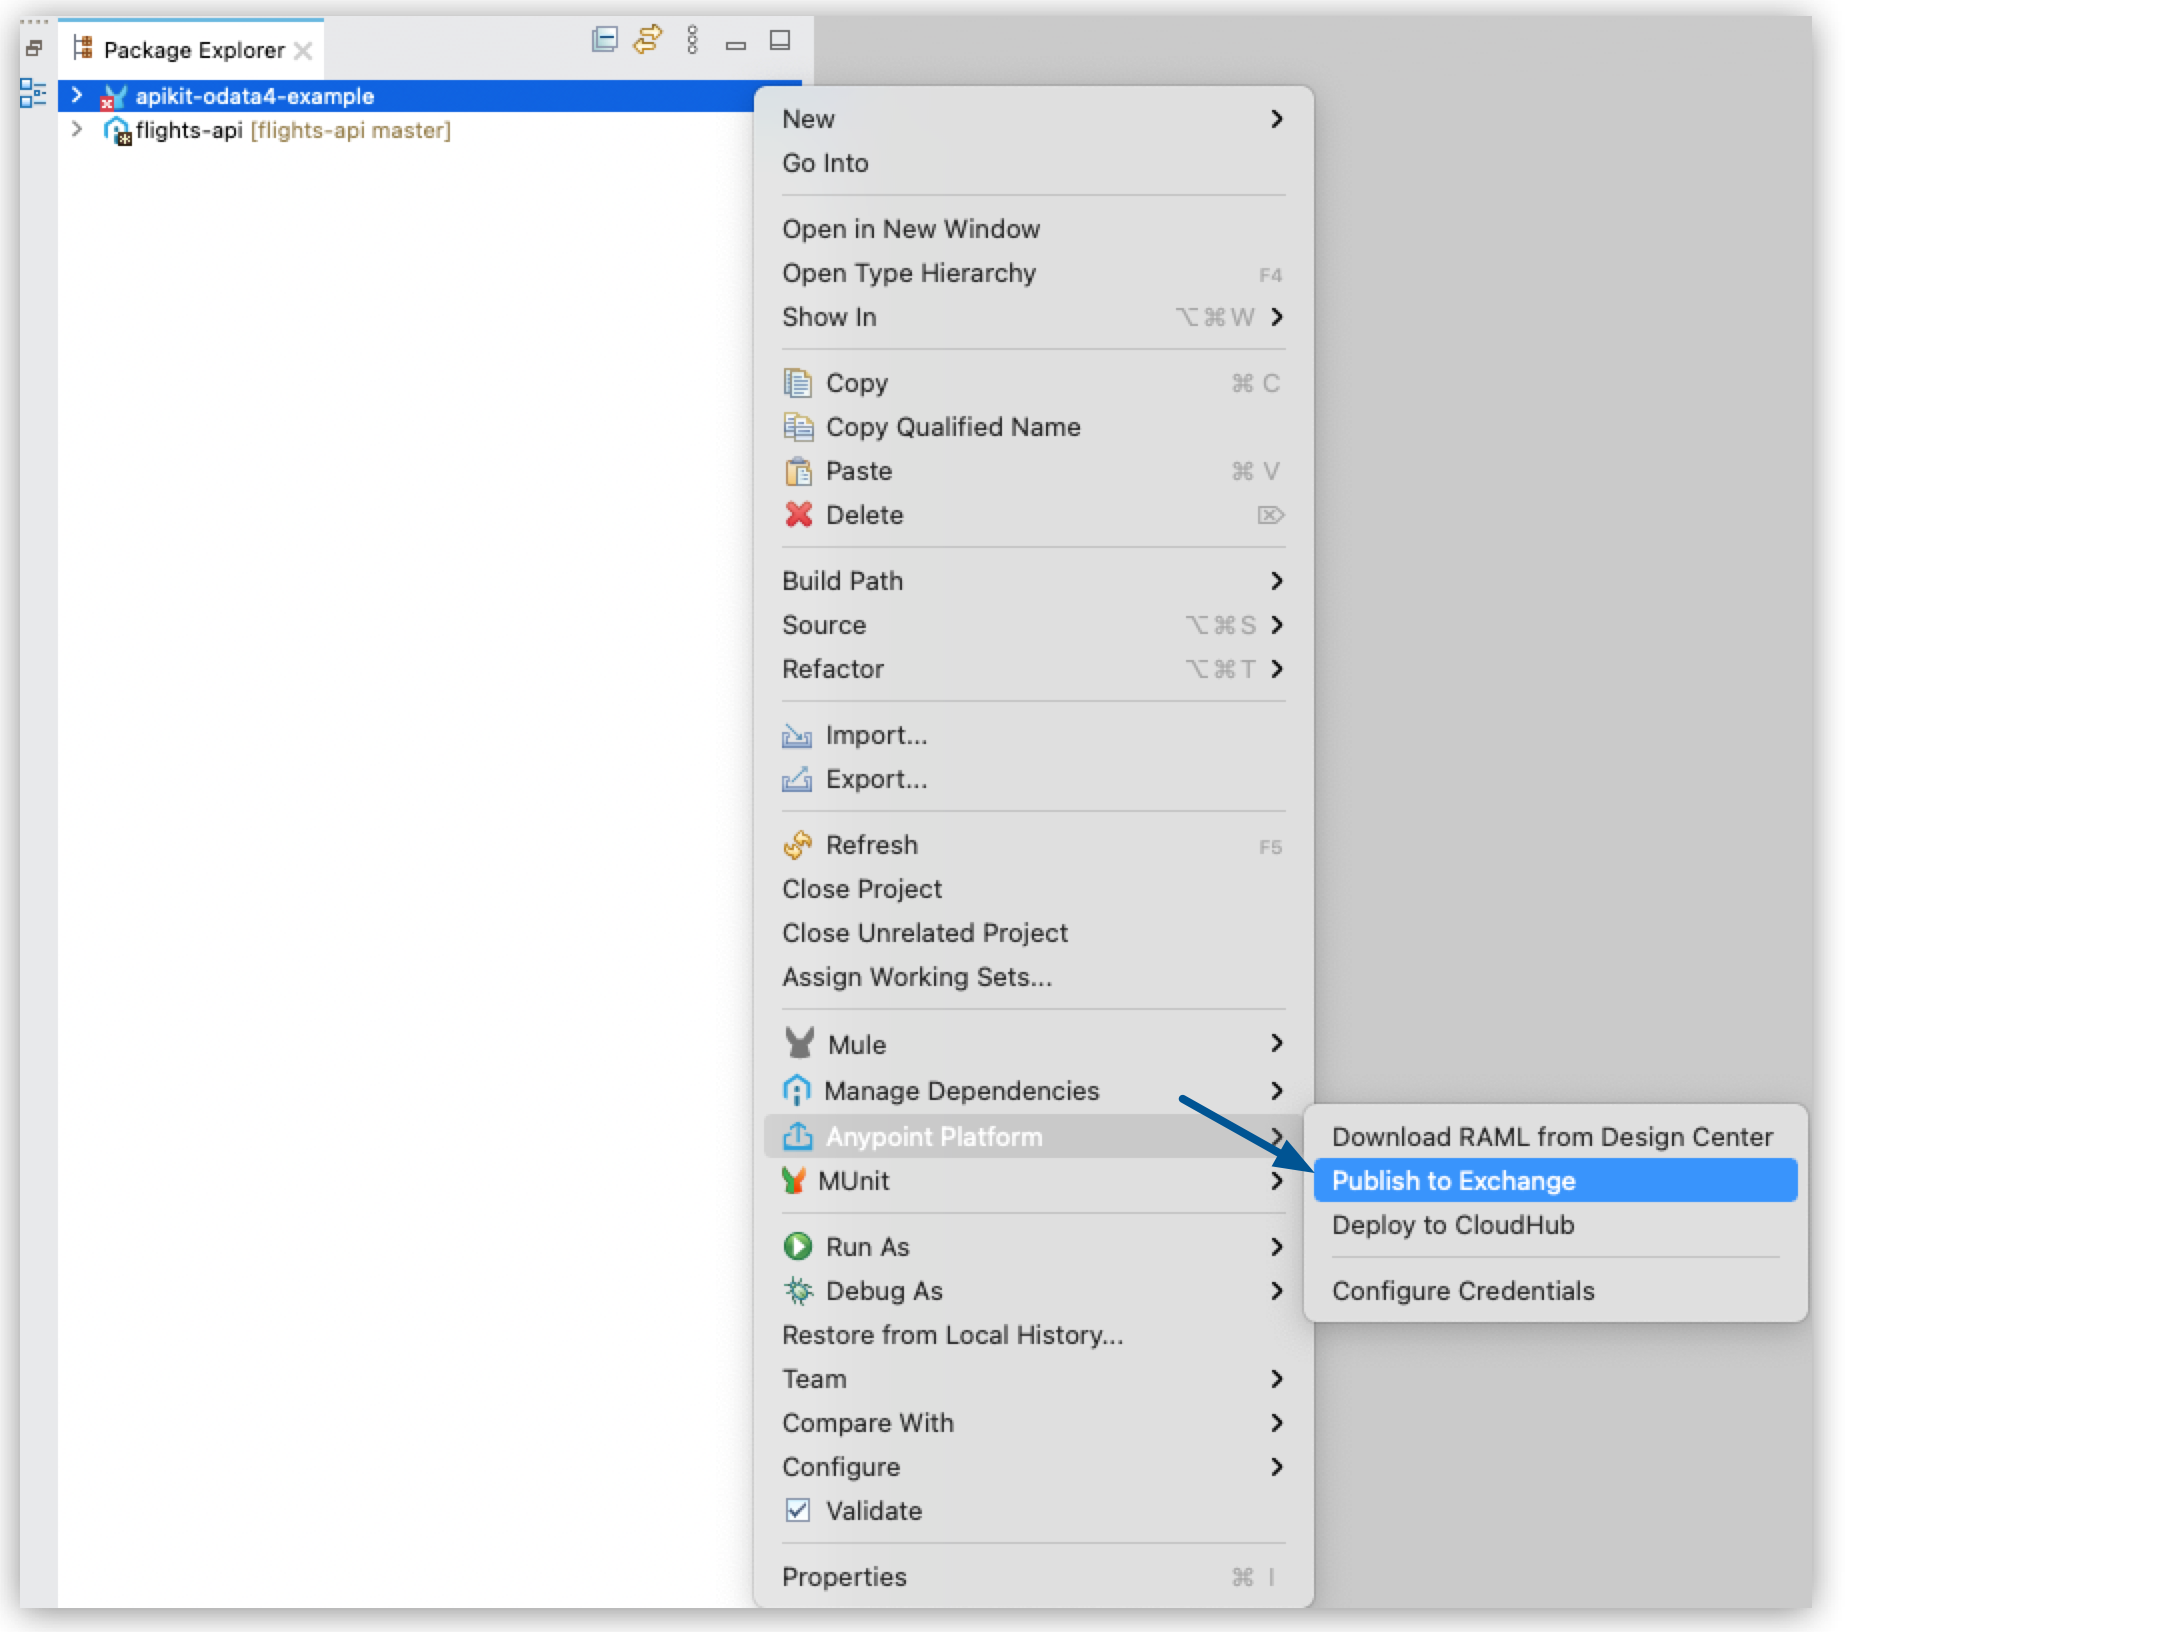 Package Explorer
apikit-odata4-example
flights-api [flights-api master]
New
Go Into
Open in New Window
Open Type Hierarchy F4
Show In ⌥⌘W
Copy ⌘ C
Copy Qualified Name
Paste ⌘ V
Delete ⌦
Build Path
Source ⌥⌘S
Refactor ⌥⌘T
Import...
Export...
Refresh F5
Close Project
Close Unrelated Project
Assign Working Sets...
Mule
Manage Dependencies
Anypoint Platform
Download RAML from Design Center
Publish to Exchange
Deploy to CloudHub
Configure Credentials
MUnit
Run As
Debug As
Restore from Local History...
Team
Compare With
Configure
Validate
Properties ⌘ I